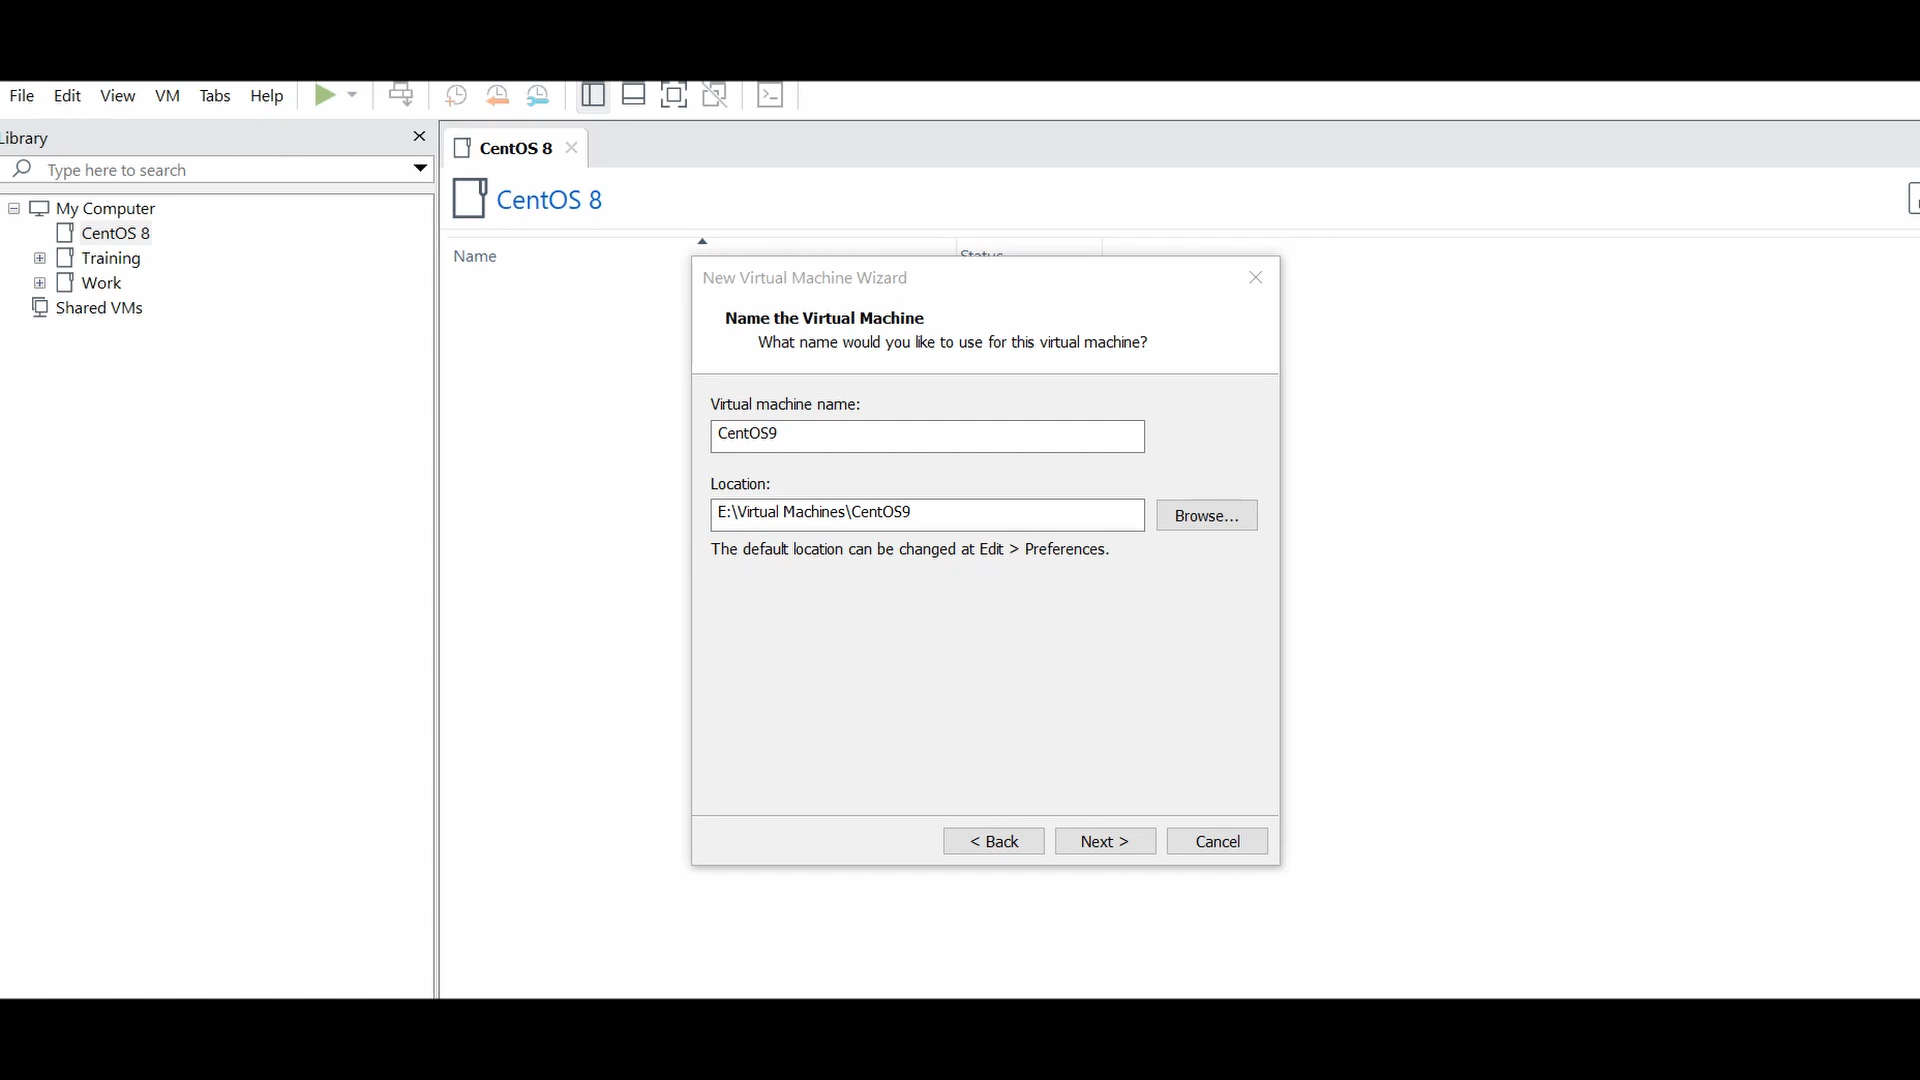 File Edit View VM Tabs Help
Library
Type here to search
My Computer
CentOS 8
Training
Work
Shared VMs
CentOS 8
CentOS 8
Name Status
New Virtual Machine Wizard
Name the Virtual Machine
What name would you like to use for this virtual machine?
Virtual machine name:
CentOS9
Location:
E:\Virtual Machines\CentOS9
Browse...
The default location can be changed at Edit > Preferences.
< Back Next > Cancel